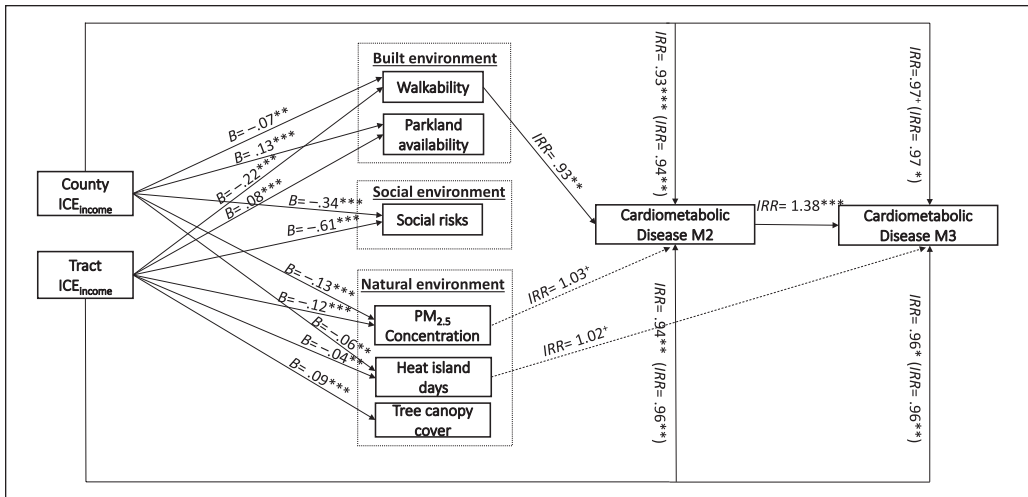 Built environment
Walkability
Parkland
availability
Social environment
Social risks
Natural environment
PM2.5
Concentration
Heat island
days
Tree canopy
cover
County
ICEincome
Tract
ICEincome
B= −.07**
B= .13***
B= −.22***
B= .08***
B= −.34***
B= −.61***
B= −.13***
B= −.12***
B= −.06**
B= −.04**
B= .09***
IRR= .93**
IRR= 1.03+
IRR= 1.02+
IRR= .93*** (IRR= .94***)
IRR= .94** (IRR= .96**)
Cardiometabolic
Disease M2
IRR= 1.38***
Cardiometabolic
Disease M3
IRR=.97+ (IRR= .97*)
IRR= .96* (IRR= .96**)